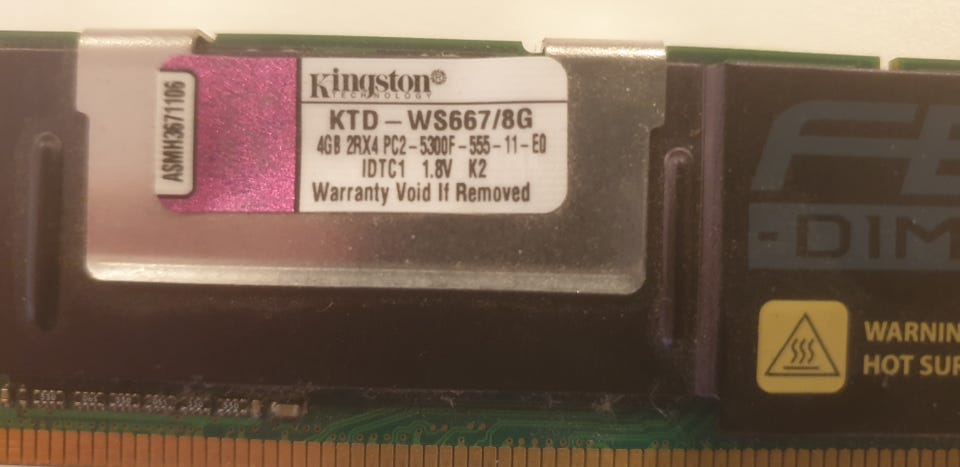 ASMH3671106
Kingston®
TECHNOLOGY
KTD-WS667/8G
4GB 2RX4 PC2-5300F-555-11-E0
IDTC1 1.8V K2
Warranty Void If Removed
FB
-DIM
WARNIN
HOT SUR